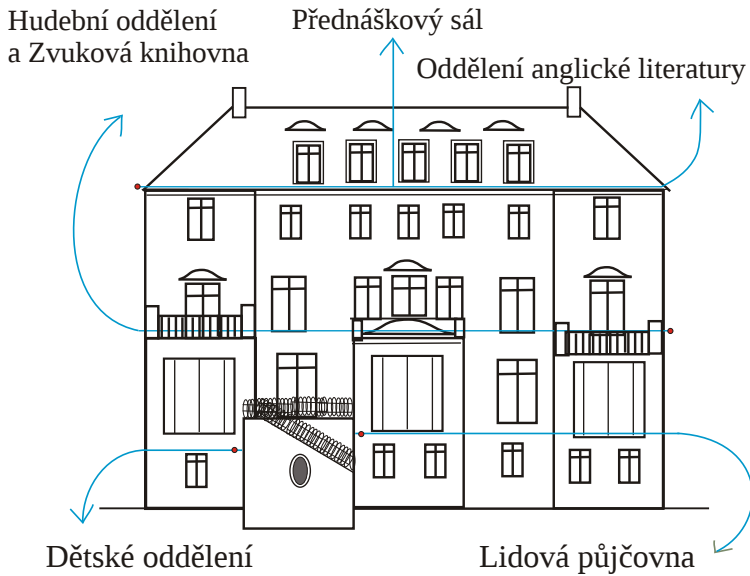 Hudební oddělení
a Zvuková knihovna
Přednáškový sál
Oddělení anglické literatury
Dětské oddělení
Lidová půjčovna